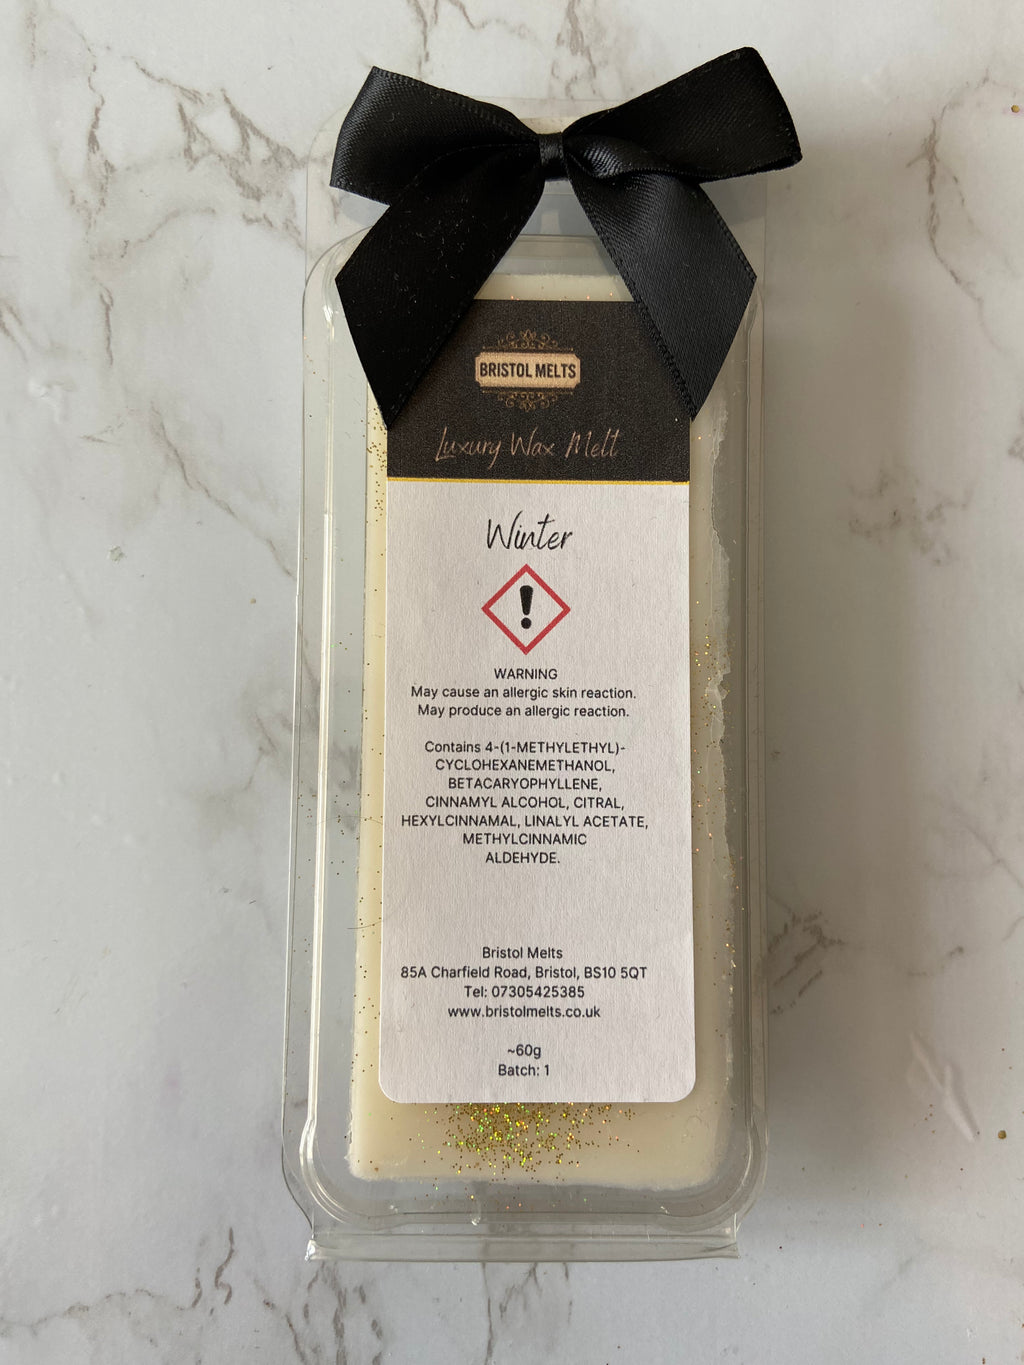 BRISTOL MELTS
Luxury Wax Melt
Winter
!
WARNING
May cause an allergic skin reaction.
May produce an allergic reaction.
Contains 4-(1-METHYLETHYL)-
CYCLOHEXANEMETHANOL,
BETACARYOPHYLLENE,
CINNAMYL ALCOHOL, CITRAL,
HEXYLCINNAMAL, LINALYL ACETATE,
METHYLCINNAMIC
ALDEHYDE.
Bristol Melts
85A Charfield Road, Bristol, BS10 5QT
Tel: 07305425385
www.bristolmelts.co.uk
~60g
Batch: 1